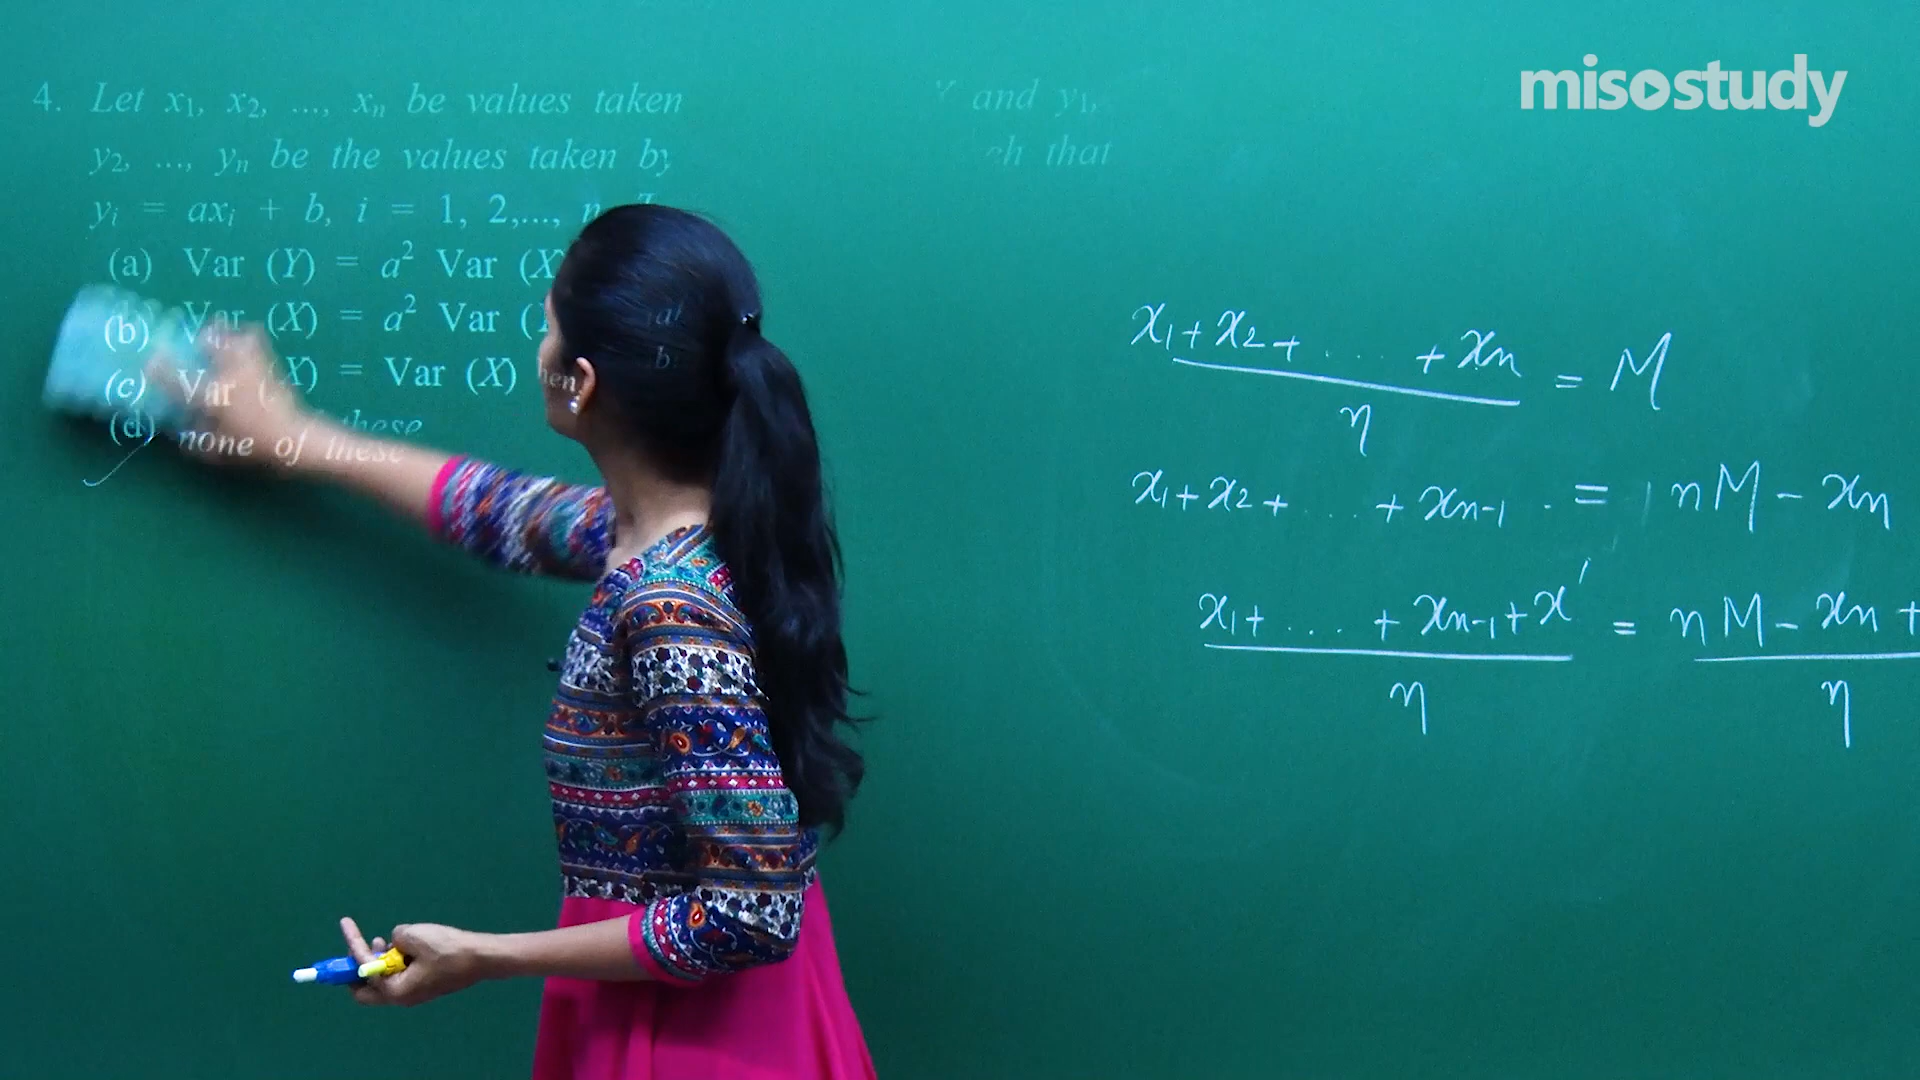 misostudy
4. Let x₁, x₂, ..., xₙ be values taken and y₁,
y₂, ..., yₙ be the values taken by that
yᵢ = axᵢ + b, i = 1, 2,...,
(a) Var (Y) = a² Var (X
(b) Var (X) = a² Var (
(c) Var (X) = Var (X)
(d) none of these
x₁ + x₂ + .... + xₙ
n
= M
x₁ + x₂ + .... + xₙ₋₁ . = nM - xₙ
x₁ + .... + xₙ₋₁ + x' = nM - xₙ +
n n